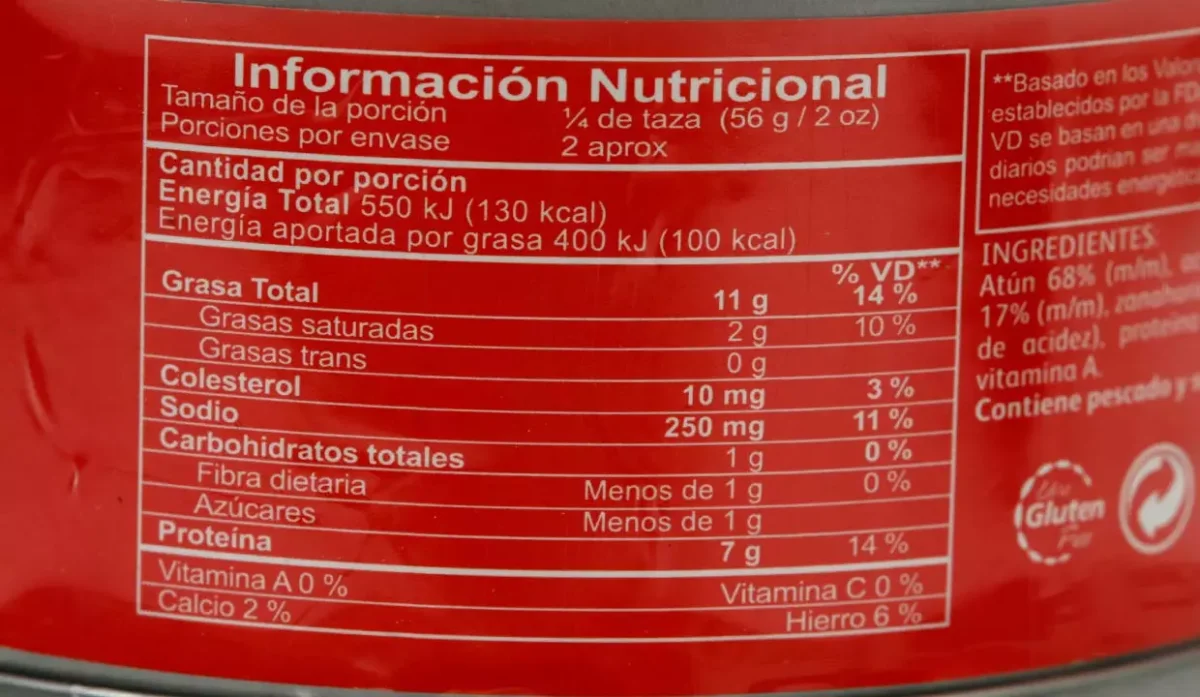 Información Nutricional
Tamaño de la porción ¼ de taza (56 g / 2 oz)
Porciones por envase 2 aprox
Cantidad por porción
Energía Total 550 kJ (130 kcal)
Energía aportada por grasa 400 kJ (100 kcal)
% VD**
Grasa Total 11 g 14 %
Grasas saturadas 2 g 10 %
Grasas trans 0 g
Colesterol 10 mg 3 %
Sodio 250 mg 11 %
Carbohidratos totales 1 g 0 %
Fibra dietaria Menos de 1 g 0 %
Azúcares Menos de 1 g
Proteína 7 g 14 %
Vitamina A 0 % Vitamina C 0 %
Calcio 2 % Hierro 6 %
**Basado en los
establecidos por la
VD se basan en una
diarios podrían ser
necesidades
INGREDIENTES
Atún 68% (m/m),
17% (m/m),
de acidez),
vitamina A.
Contiene pescado y
Gluten